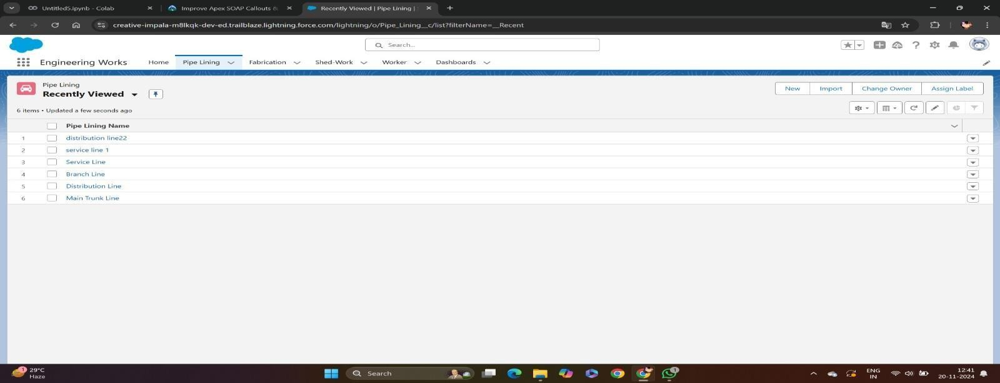 Untitled5.ipynb - Colab
Improve Apex SOAP Callouts &
Recently Viewed | Pipe Lining |
creative-impala-m8lkqk-dev-ed.trailblaze.lightning.force.com/lightning/o/Pipe_Lining__c/list?filterName=__Recent
Search...
Engineering Works
Home
Pipe Lining
Fabrication
Shed-Work
Worker
Dashboards
Pipe Lining
Recently Viewed
New
Import
Change Owner
Assign Label
6 items • Updated a few seconds ago
Pipe Lining Name
1 distribution line22
2 service line 1
3 Service Line
4 Branch Line
5 Distribution Line
6 Main Trunk Line
1
29°C
Haze
Search
1
ENG
IN
12:41
20-11-2024